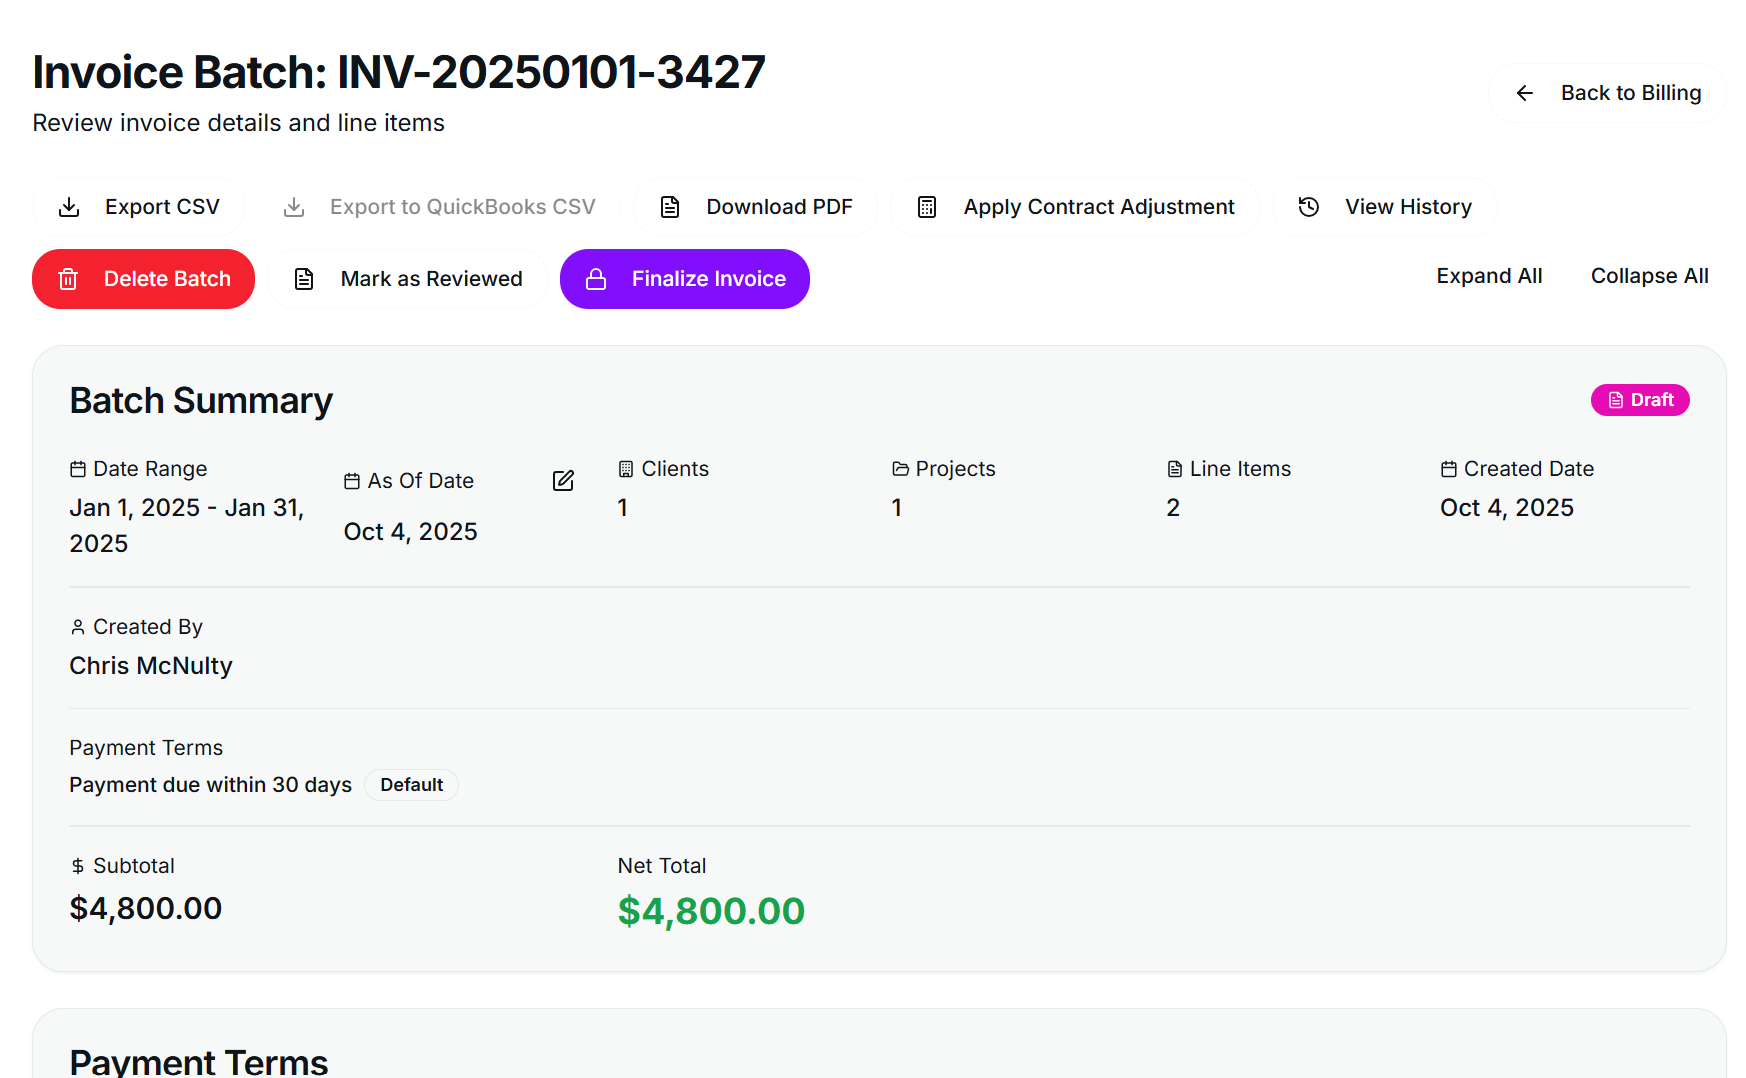 Invoice Batch: INV-20250101-3427
Review invoice details and line items
Back to Billing
Export CSV
Export to QuickBooks CSV
Download PDF
Apply Contract Adjustment
View History
Delete Batch
Mark as Reviewed
Finalize Invoice
Expand All
Collapse All
Batch Summary
Draft
Date Range
Jan 1, 2025 - Jan 31,
2025
As Of Date
Oct 4, 2025
Clients
1
Projects
1
Line Items
2
Created Date
Oct 4, 2025
Created By
Chris McNulty
Payment Terms
Payment due within 30 days
Default
$ Subtotal
$4,800.00
Net Total
$4,800.00
Payment Terms